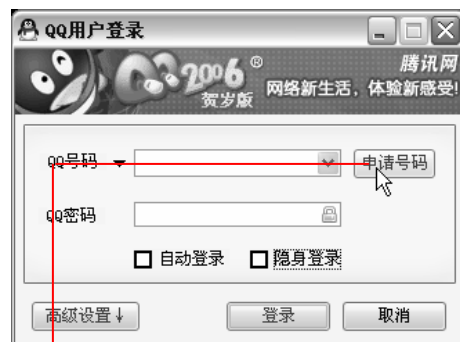 QQ用户登录
QQ2006®
贺岁版
腾讯网
网络新生活，体验新感受!
QQ号码
申请号码
QQ密码
自动登录 隐身登录
高级设置↓ 登录 取消